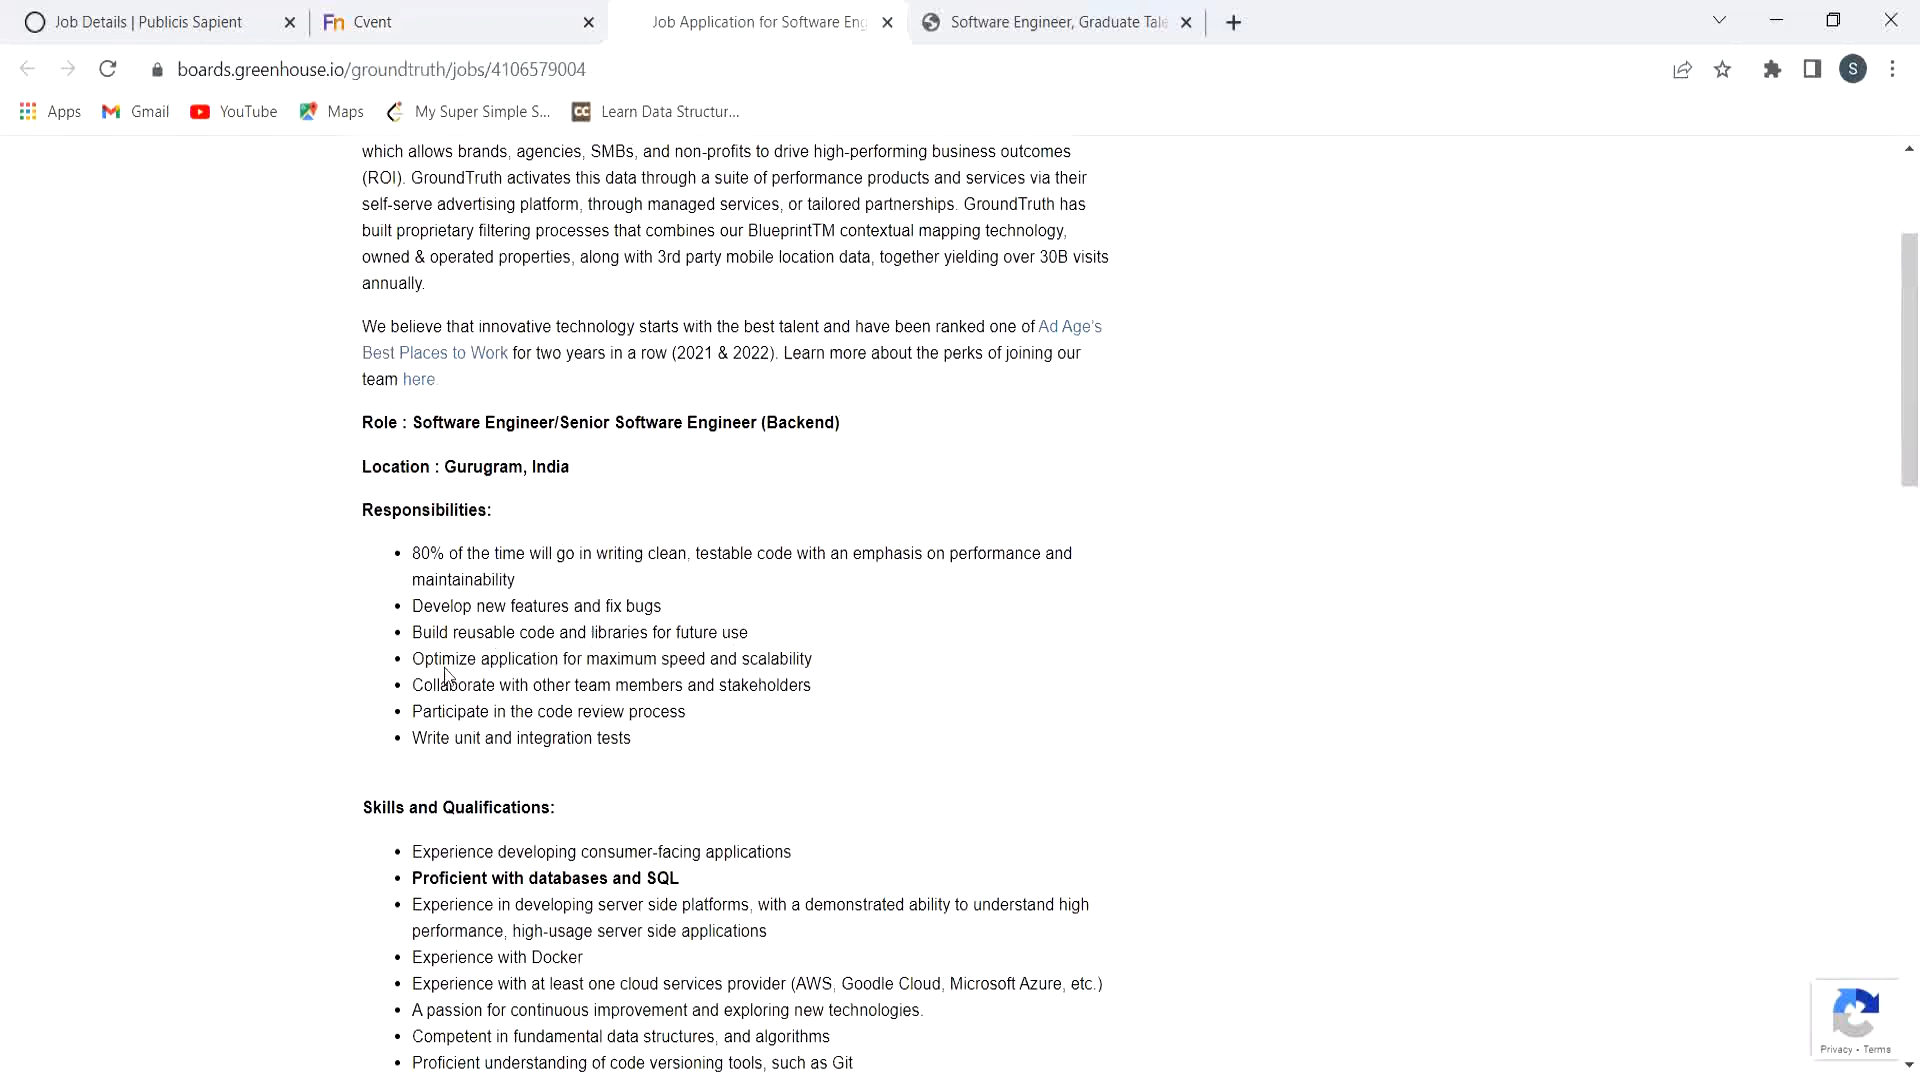 Job Details | Publicis Sapient
Fn Cvent
Job Application for Software Eng
Software Engineer, Graduate Tale
boards.greenhouse.io/groundtruth/jobs/4106579004
S
Apps
Gmail
YouTube
Maps
My Super Simple S...
CC Learn Data Structur...
which allows brands, agencies, SMBs, and non-profits to drive high-performing business outcomes
(ROI). GroundTruth activates this data through a suite of performance products and services via their
self-serve advertising platform, through managed services, or tailored partnerships. GroundTruth has
built proprietary filtering processes that combines our BlueprintTM contextual mapping technology,
owned & operated properties, along with 3rd party mobile location data, together yielding over 30B visits
annually.
We believe that innovative technology starts with the best talent and have been ranked one of Ad Age's
Best Places to Work for two years in a row (2021 & 2022). Learn more about the perks of joining our
team here.
Role : Software Engineer/Senior Software Engineer (Backend)
Location : Gurugram, India
Responsibilities:
• 80% of the time will go in writing clean, testable code with an emphasis on performance and
maintainability
• Develop new features and fix bugs
• Build reusable code and libraries for future use
• Optimize application for maximum speed and scalability
• Collaborate with other team members and stakeholders
• Participate in the code review process
• Write unit and integration tests
Skills and Qualifications:
• Experience developing consumer-facing applications
• Proficient with databases and SQL
• Experience in developing server side platforms, with a demonstrated ability to understand high
performance, high-usage server side applications
• Experience with Docker
• Experience with at least one cloud services provider (AWS, Goodle Cloud, Microsoft Azure, etc.)
• A passion for continuous improvement and exploring new technologies.
• Competent in fundamental data structures, and algorithms
• Proficient understanding of code versioning tools, such as Git
Privacy - Terms